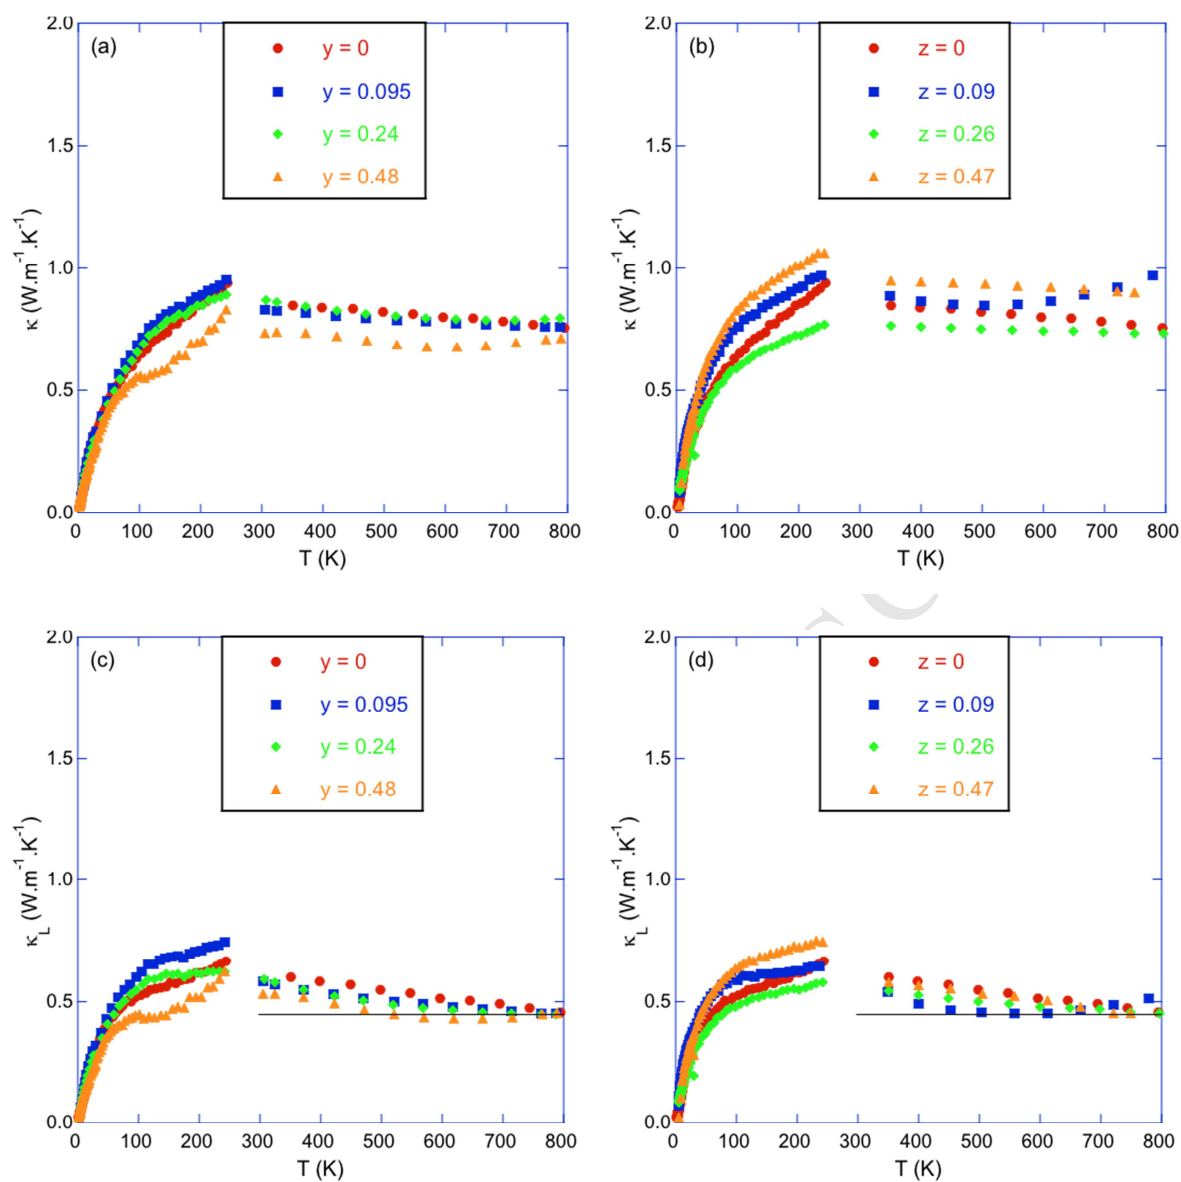 (a)
y = 0
y = 0.095
y = 0.24
y = 0.48
2.0
1.5
1.0
0.5
0.0
κ (W.m⁻¹.K⁻¹)
0 100 200 300 400 500 600 700 800
T (K)
(b)
z = 0
z = 0.09
z = 0.26
z = 0.47
2.0
1.5
1.0
0.5
0.0
κ (W.m⁻¹.K⁻¹)
0 100 200 300 400 500 600 700 800
T (K)
(c)
y = 0
y = 0.095
y = 0.24
y = 0.48
2.0
1.5
1.0
0.5
0.0
κL (W.m⁻¹.K⁻¹)
0 100 200 300 400 500 600 700 800
T (K)
(d)
z = 0
z = 0.09
z = 0.26
z = 0.47
2.0
1.5
1.0
0.5
0.0
κL (W.m⁻¹.K⁻¹)
0 100 200 300 400 500 600 700 800
T (K)